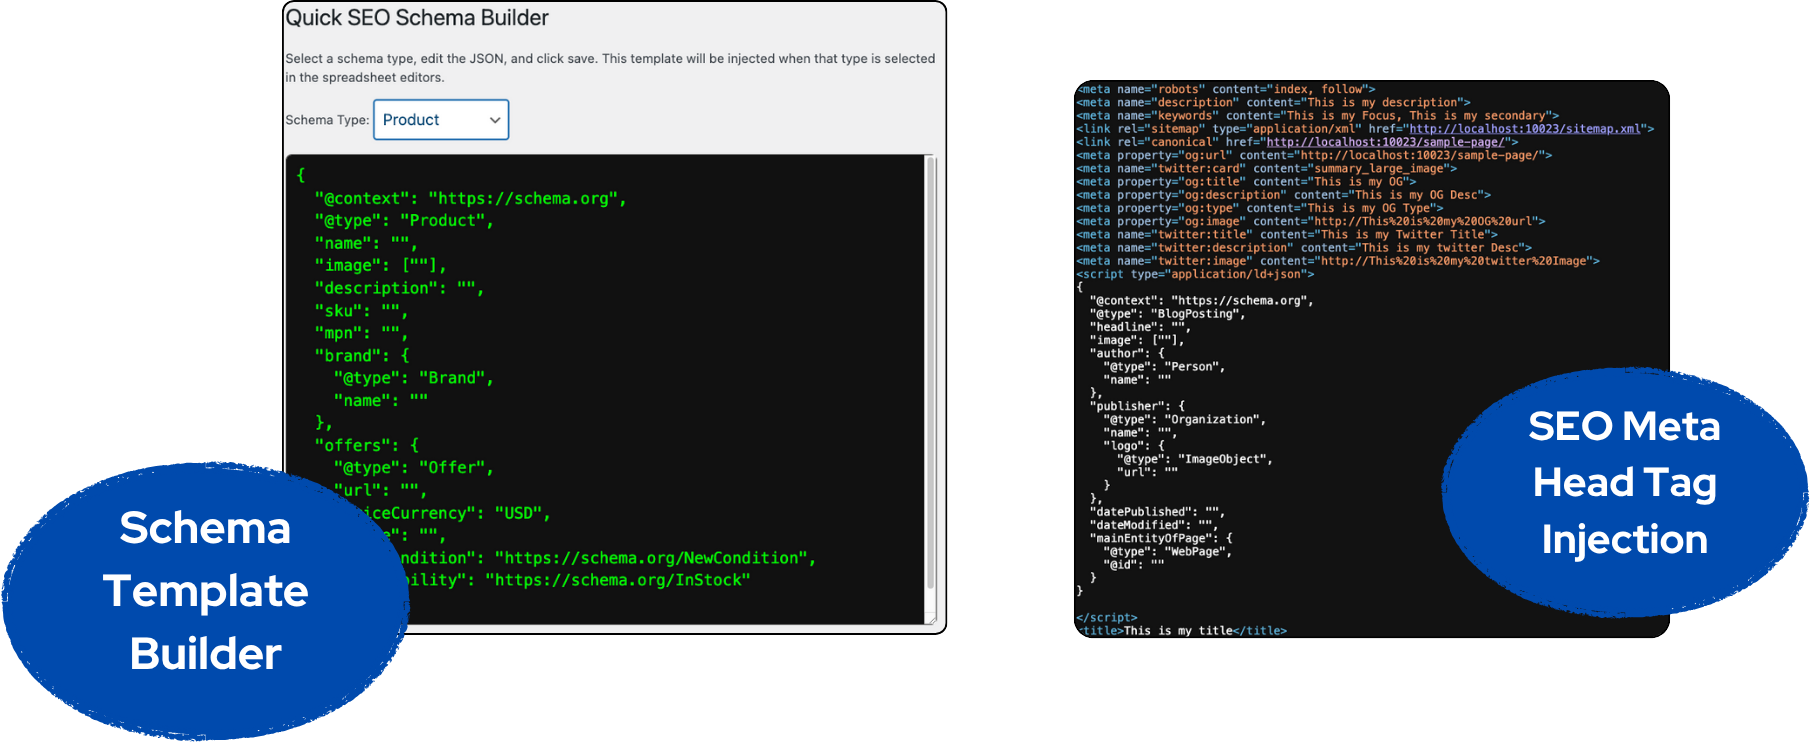 Quick SEO Schema Builder
Select a schema type, edit the JSON, and click save. This template will be injected when that type is selected
in the spreadsheet editors.
Schema Type: Product
{
"@context": "https://schema.org",
"@type": "Product",
"name": "",
"image": [""],
"description": "",
"sku": "",
"mpn": "",
"brand": {
"@type": "Brand",
"name": ""
},
"offers": {
"@type": "Offer",
"url": "",
iceCurrency": "USD",
e": "",
ndition": "https://schema.org/NewCondition",
bility": "https://schema.org/InStock"
Schema
Template
Builder
<meta name="robots" content="index, follow">
<meta name="description" content="This is my description">
<meta name="keywords" content="This is my Focus, This is my secondary">
<link rel="sitemap" type="application/xml" href="http://localhost:10023/sitemap.xml">
<link rel="canonical" href="http://localhost:10023/sample-page/">
<meta property="og:url" content="http://localhost:10023/sample-page/">
<meta name="twitter:card" content="summary_large_image">
<meta property="og:title" content="This is my OG">
<meta property="og:description" content="This is my OG Desc">
<meta property="og:type" content="This is my OG Type">
<meta property="og:image" content="http://This%20is%20my%20OG%20url">
<meta name="twitter:title" content="This is my Twitter Title">
<meta name="twitter:description" content="This is my twitter Desc">
<meta name="twitter:image" content="http://This%20is%20my%20twitter%20Image">
<script type="application/ld+json">
{
"@context": "https://schema.org",
"@type": "BlogPosting",
"headline": "",
"image": [""],
"author": {
"@type": "Person",
"name": ""
},
"publisher": {
"@type": "Organization",
"name": "",
"logo": {
"@type": "ImageObject",
"url": ""
}
},
"datePublished": "",
"dateModified": "",
"mainEntityOfPage": {
"@type": "WebPage",
"@id": ""
}
}
</script>
<title>This is my title</title>
SEO Meta
Head Tag
Injection